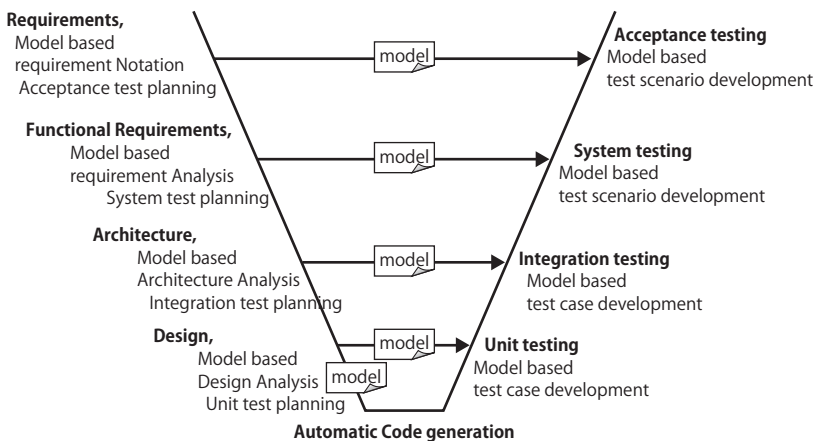 Requirements,
Model based
requirement Notation
Acceptance test planning
model
Acceptance testing
Model based
test scenario development
Functional Requirements,
Model based
requirement Analysis
System test planning
model
System testing
Model based
test scenario development
Architecture,
Model based
Architecture Analysis
Integration test planning
model
Integration testing
Model based
test case development
Design,
Model based
Design Analysis
Unit test planning
model
model
Unit testing
Model based
test case development
Automatic Code generation